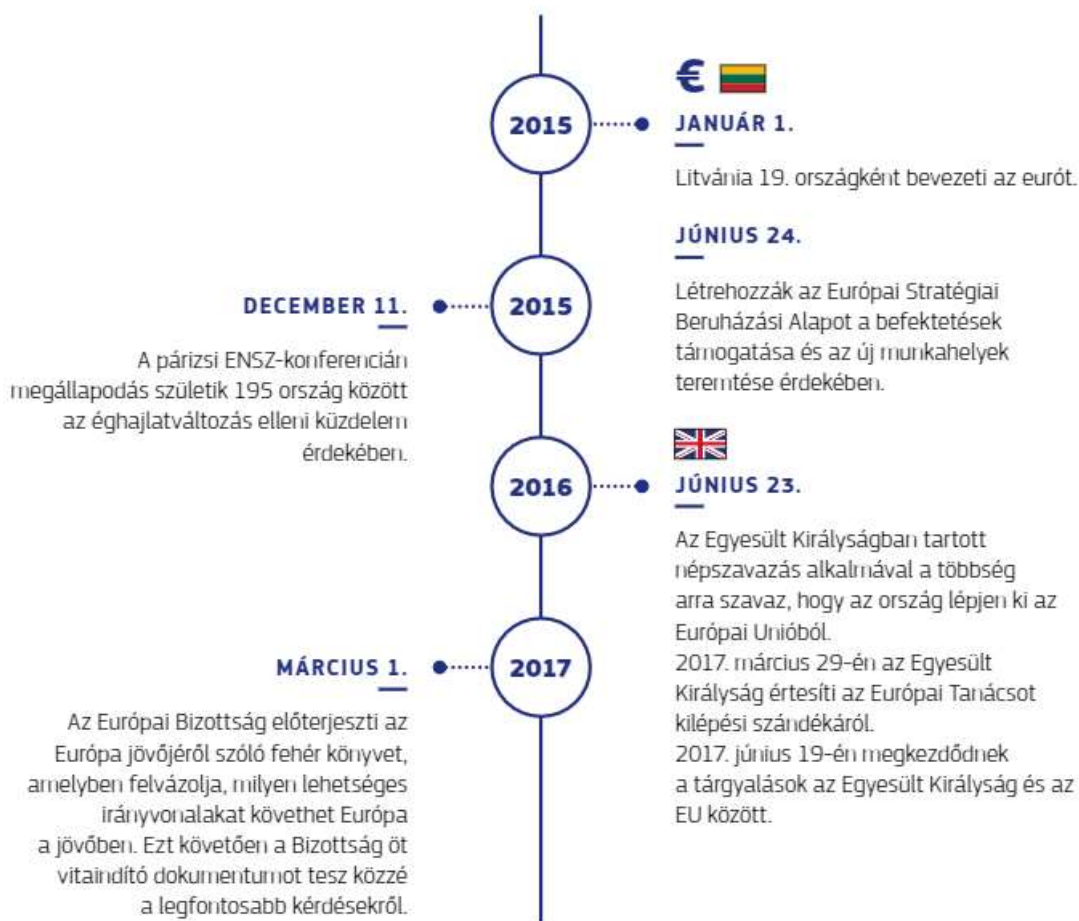 €
2015
JANUÁR 1.
Litvánia 19. országként bevezeti az eurót.
JÚNIUS 24.
Létrehozzák az Európai Stratégiai
Beruházási Alapot a befektetések
támogatása és az új munkahelyek
teremtése érdekében.
2015
DECEMBER 11.
A párizsi ENSZ-konferencián
megállapodás születik 195 ország között
az éghajlatváltozás elleni küzdelem
érdekében.
2016
JÚNIUS 23.
Az Egyesült Királyságban tartott
népszavazás alkalmával a többség
arra szavaz, hogy az ország lépjen ki az
Európai Unióból.
2017. március 29-én az Egyesült
Királyság értesíti az Európai Tanácsot
kilépési szándékáról.
2017. június 19-én megkezdődnek
a tárgyalások az Egyesült Királyság és az
EU között.
2017
MÁRCIUS 1.
Az Európai Bizottság előterjeszti az
Európa jövőjéről szóló fehér könyvet,
amelyben felvázolja, milyen lehetséges
irányvonalakat követhet Európa
a jövőben. Ezt követően a Bizottság öt
vitaindító dokumentumot tesz közzé
a legfontosabb kérdésekről.